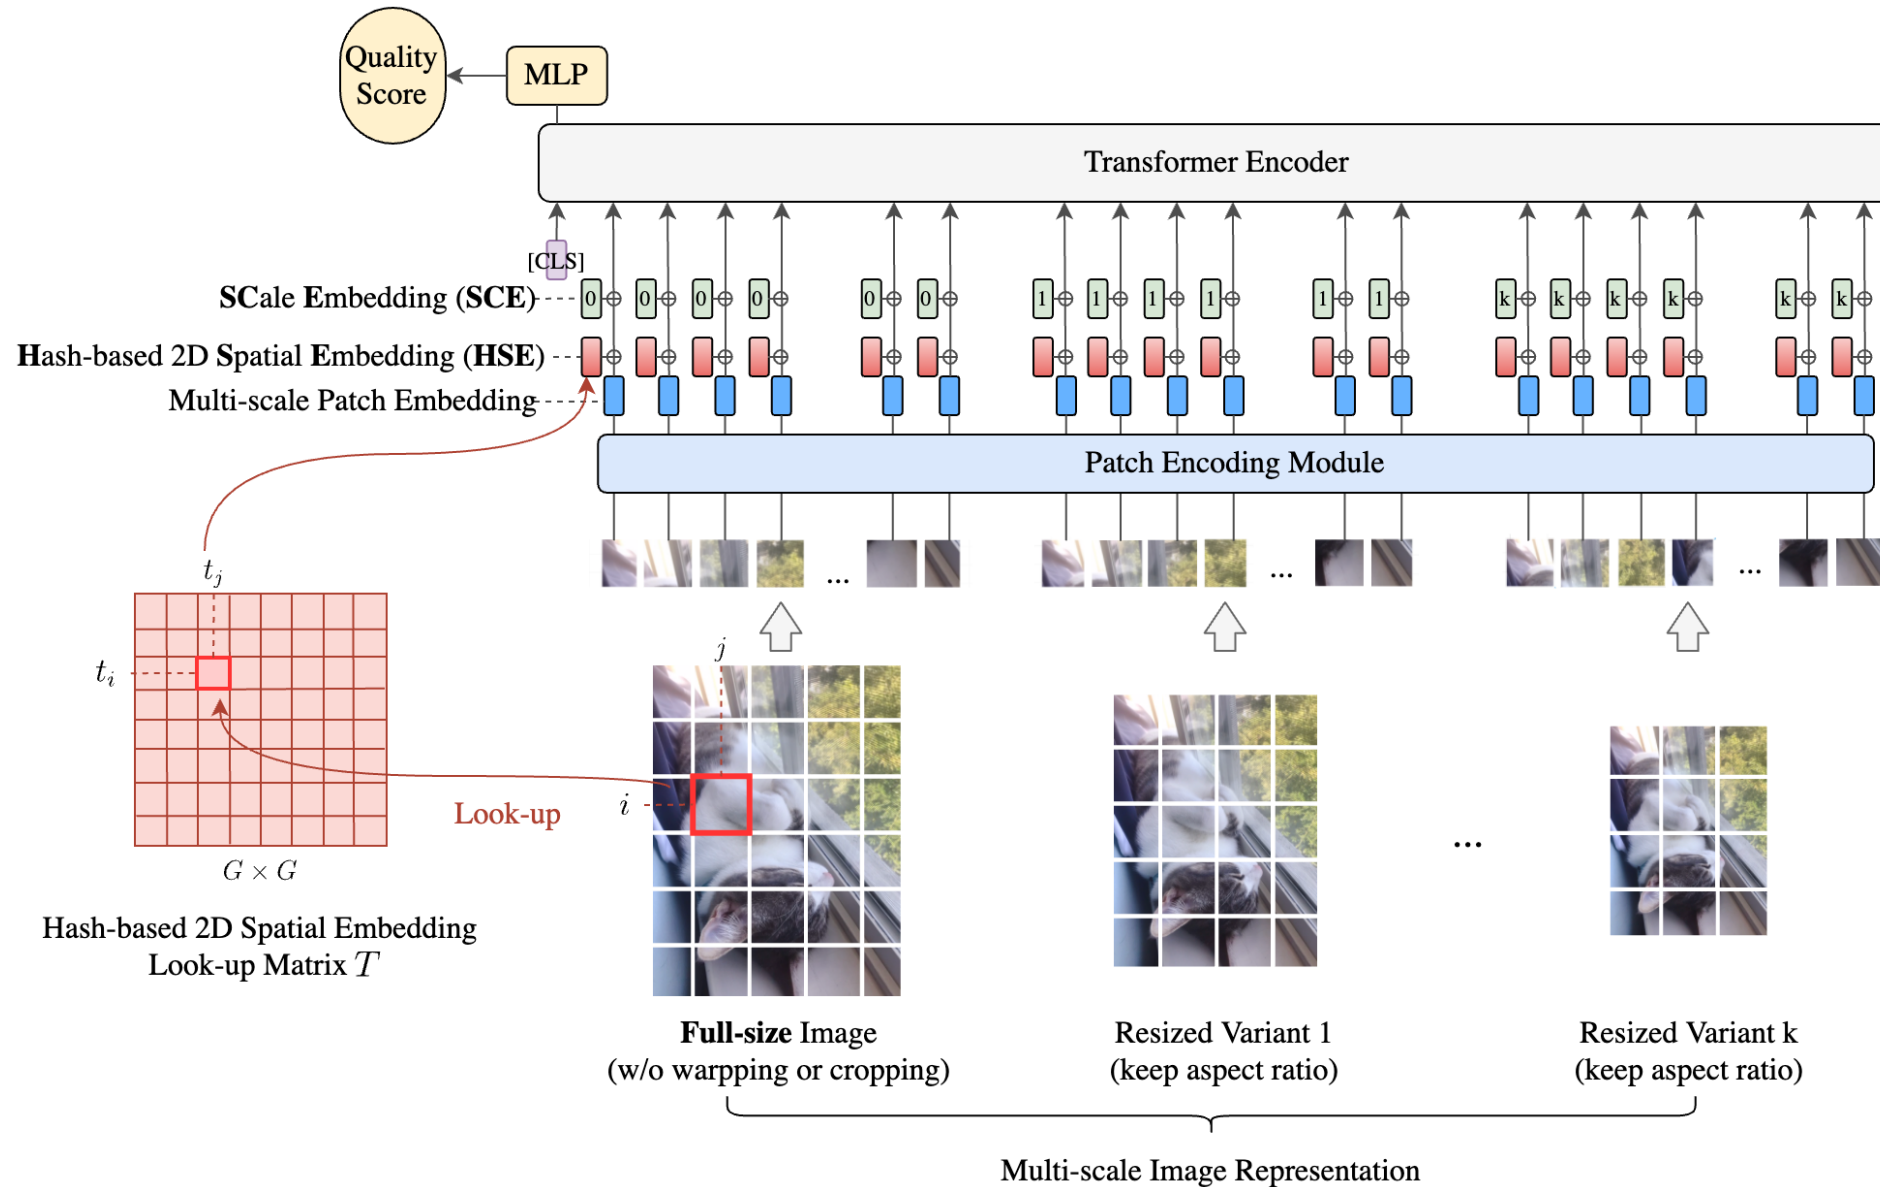 Quality
Score
MLP
Transformer Encoder
[CLS]
SCale Embedding (SCE)
0 0 0 0 0 0 1 1 1 1 1 1 k k k k k k
Hash-based 2D Spatial Embedding (HSE)
Multi-scale Patch Embedding
Patch Encoding Module
... ... ...
t_j
t_i
j
i
Look-up
...
G × G
Hash-based 2D Spatial Embedding
Look-up Matrix T
Full-size Image
(w/o warpping or cropping)
Resized Variant 1
(keep aspect ratio)
Resized Variant k
(keep aspect ratio)
Multi-scale Image Representation